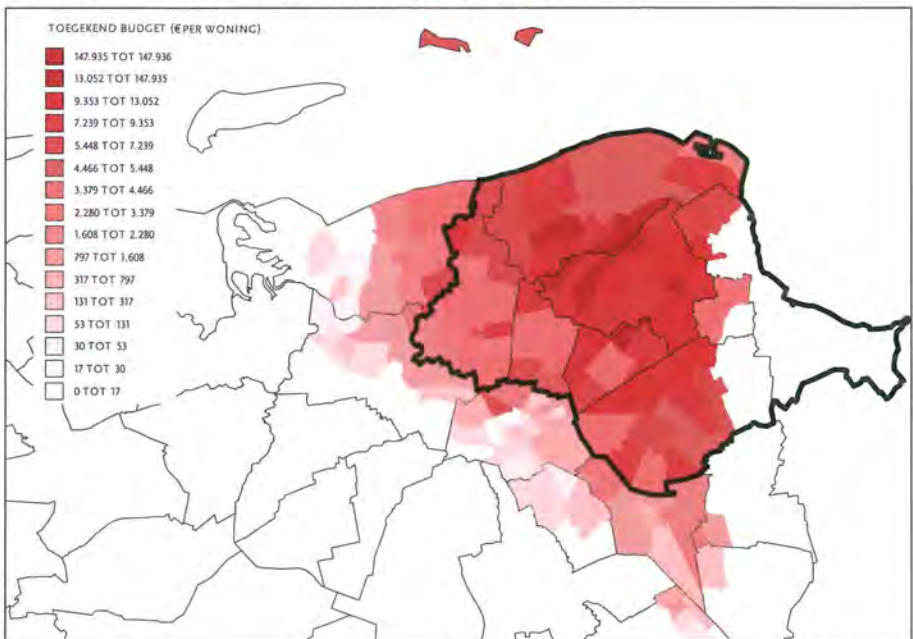 TOEGEKEND BUDGET (€ PER WONING)
147.935 TOT 147.936
13.052 TOT 147.935
9.353 TOT 13.052
7.239 TOT 9.353
5.448 TOT 7.239
4.466 TOT 5.448
3.379 TOT 4.466
2.280 TOT 3.379
1.608 TOT 2.280
797 TOT 1.608
317 TOT 797
131 TOT 317
53 TOT 131
30 TOT 53
17 TOT 30
0 TOT 17